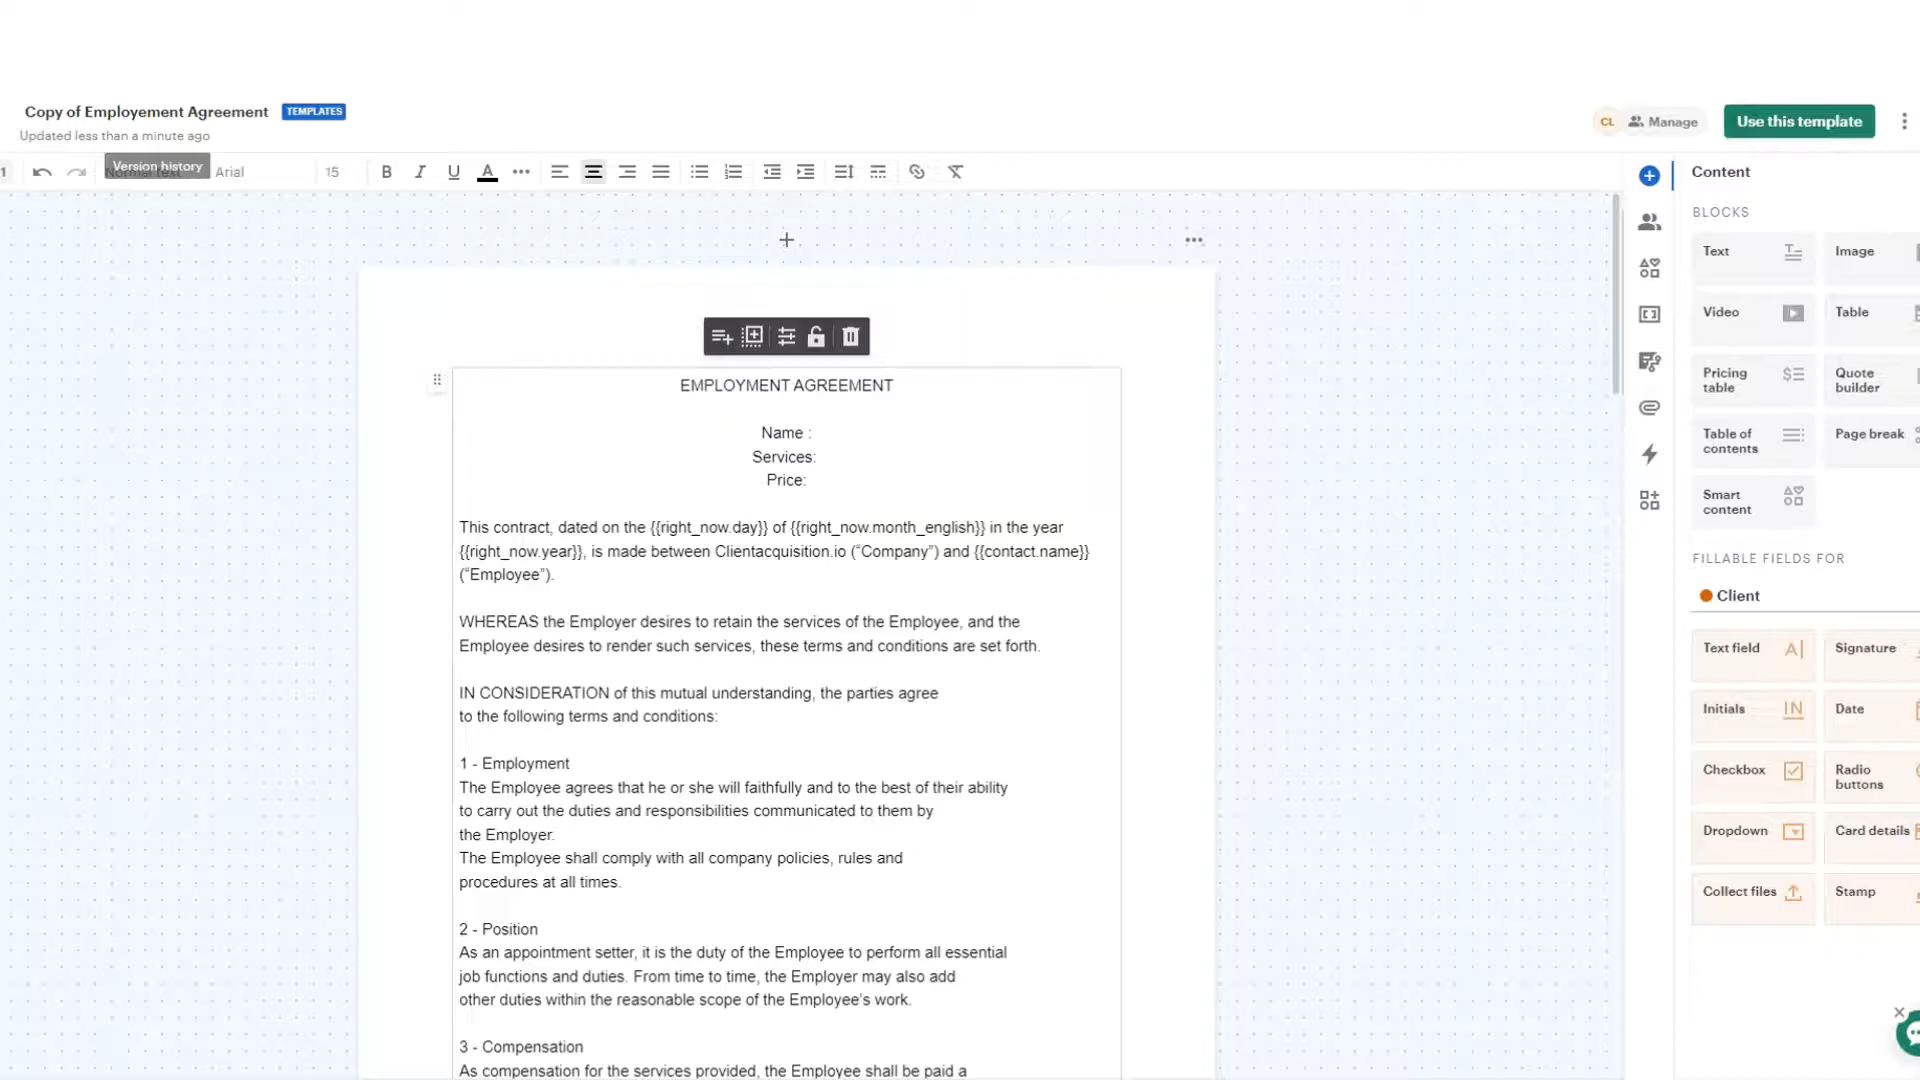 Copy of Employement Agreement TEMPLATES
Updated less than a minute ago
CL Manage Use this template
Version history
1 Normal text Arial 15 B I U A
Content
BLOCKS
Text Image
Video Table
Pricing table
Quote builder
Table of contents
Page break
Smart content
FILLABLE FIELDS FOR
Client
Text field Signature
Initials IN Date
Checkbox
Radio buttons
Dropdown Card details
Collect files Stamp
EMPLOYMENT AGREEMENT
Name :
Services:
Price:
This contract, dated on the {{right_now.day}} of {{right_now.month_english}} in the year
{{right_now.year}}, is made between Clientacquisition.io (“Company”) and {{contact.name}}
(“Employee”).
WHEREAS the Employer desires to retain the services of the Employee, and the
Employee desires to render such services, these terms and conditions are set forth.
IN CONSIDERATION of this mutual understanding, the parties agree
to the following terms and conditions:
1 - Employment
The Employee agrees that he or she will faithfully and to the best of their ability
to carry out the duties and responsibilities communicated to them by
the Employer.
The Employee shall comply with all company policies, rules and
procedures at all times.
2 - Position
As an appointment setter, it is the duty of the Employee to perform all essential
job functions and duties. From time to time, the Employer may also add
other duties within the reasonable scope of the Employee’s work.
3 - Compensation
As compensation for the services provided, the Employee shall be paid a